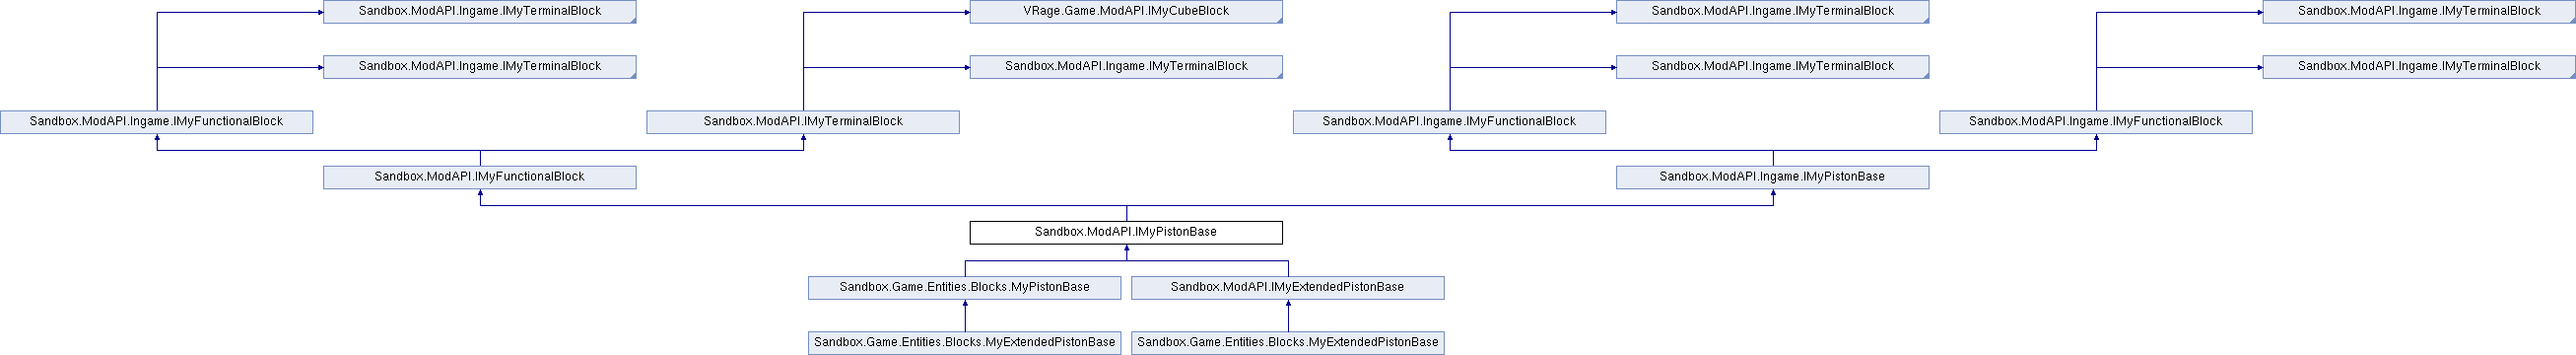 Sandbox.ModAPI.Ingame.IMyTerminalBlock
VRage.Game.ModAPI.IMyCubeBlock
Sandbox.ModAPI.Ingame.IMyTerminalBlock
Sandbox.ModAPI.Ingame.IMyTerminalBlock
Sandbox.ModAPI.Ingame.IMyTerminalBlock
Sandbox.ModAPI.Ingame.IMyTerminalBlock
Sandbox.ModAPI.Ingame.IMyTerminalBlock
Sandbox.ModAPI.Ingame.IMyTerminalBlock
Sandbox.ModAPI.Ingame.IMyFunctionalBlock
Sandbox.ModAPI.IMyTerminalBlock
Sandbox.ModAPI.Ingame.IMyFunctionalBlock
Sandbox.ModAPI.Ingame.IMyFunctionalBlock
Sandbox.ModAPI.IMyFunctionalBlock
Sandbox.ModAPI.Ingame.IMyPistonBase
Sandbox.ModAPI.IMyPistonBase
Sandbox.Game.Entities.Blocks.MyPistonBase
Sandbox.ModAPI.IMyExtendedPistonBase
Sandbox.Game.Entities.Blocks.MyExtendedPistonBase
Sandbox.Game.Entities.Blocks.MyExtendedPistonBase